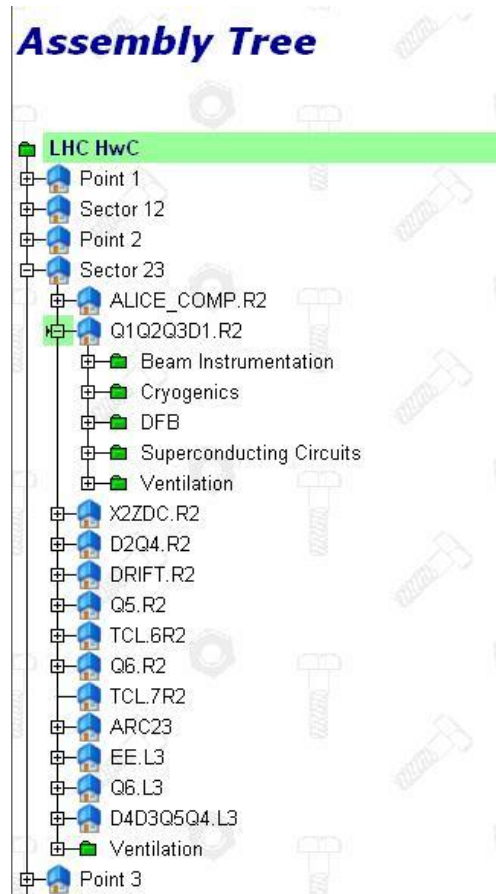 Assembly Tree
LHC HwC
Point 1
Sector 12
Point 2
Sector 23
ALICE_COMP.R2
Q1Q2Q3D1.R2
Beam Instrumentation
Cryogenics
DFB
Superconducting Circuits
Ventilation
X2ZDC.R2
D2Q4.R2
DRIFT.R2
Q5.R2
TCL.6R2
Q6.R2
TCL.7R2
ARC23
EE.L3
Q6.L3
D4D3Q5Q4.L3
Ventilation
Point 3